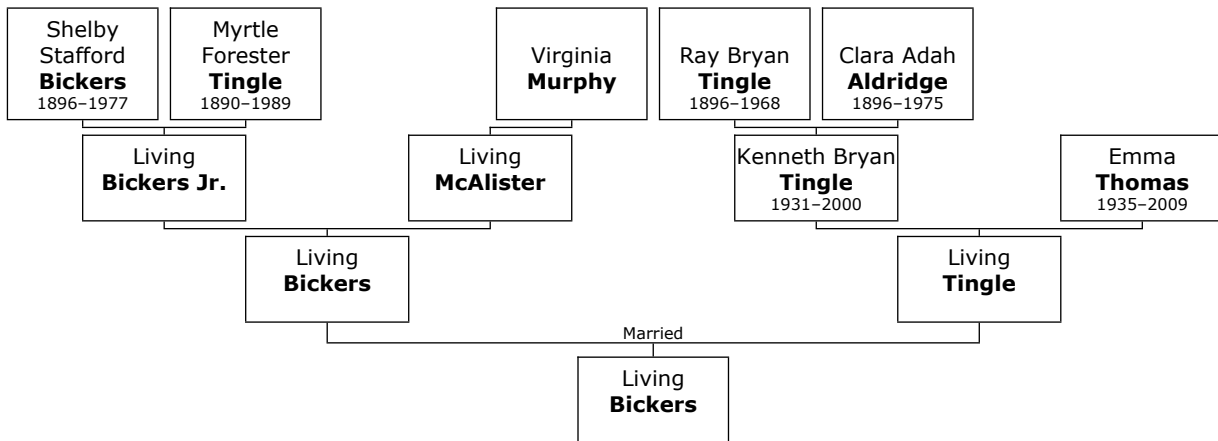 Shelby
Stafford
Bickers
1896–1977
Myrtle
Forester
Tingle
1890–1989
Virginia
Murphy
Ray Bryan
Tingle
1896–1968
Clara Adah
Aldridge
1896–1975
Living
Bickers Jr.
Living
McAlister
Kenneth Bryan
Tingle
1931–2000
Emma
Thomas
1935–2009
Living
Bickers
Living
Tingle
Married
Living
Bickers